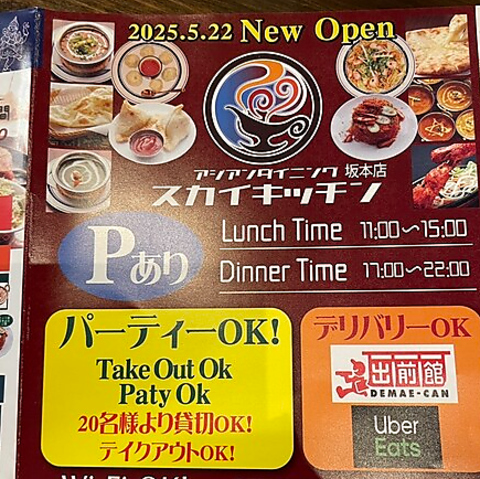 2025.5.22 New Open
アジアンダイニング 坂本店
スカイキッチン
Pあり
Lunch Time 11:00〜15:00
Dinner Time 17:00〜22:00
パーティーOK!
Take Out Ok
Paty Ok
20名様より貸切OK!
テイクアウトOK!
デリバリーOK
出前館
DEMAE-CAN
Uber
Eats